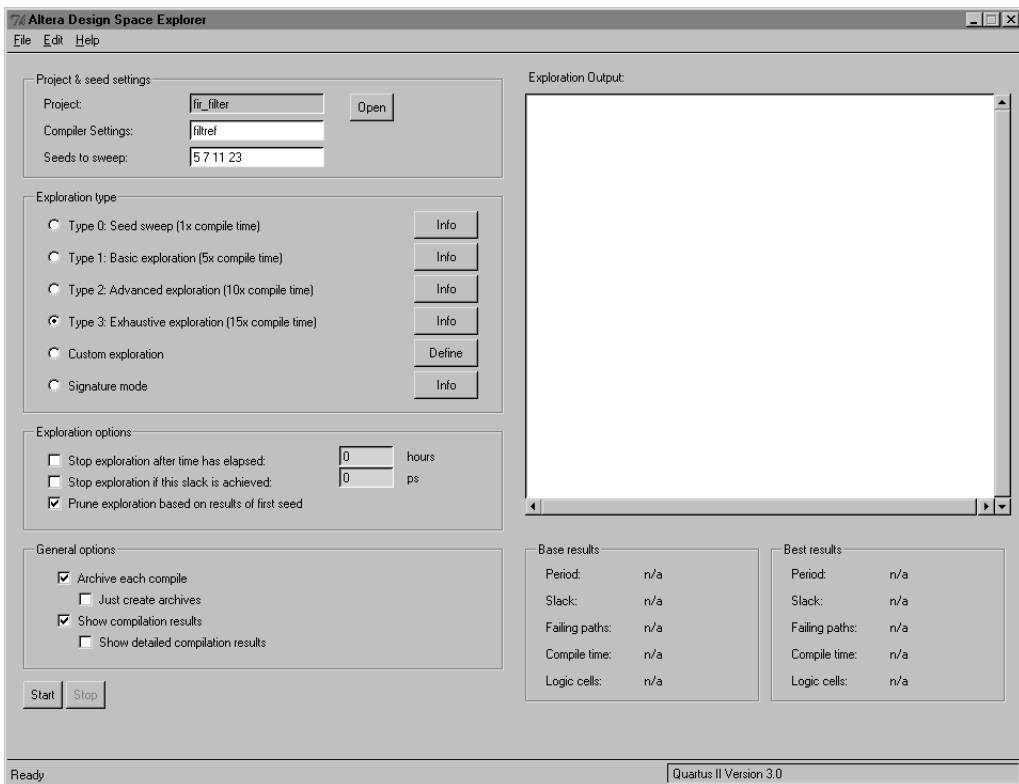 Altera Design Space Explorer
File Edit Help
Project & seed settings
Project: fir_filter Open
Compiler Settings: filtref
Seeds to sweep: 5 7 11 23
Exploration type
Type 0: Seed sweep (1x compile time) Info
Type 1: Basic exploration (5x compile time) Info
Type 2: Advanced exploration (10x compile time) Info
Type 3: Exhaustive exploration (15x compile time) Info
Custom exploration Define
Signature mode Info
Exploration options
Stop exploration after time has elapsed: 0 hours
Stop exploration if this slack is achieved: 0 ps
Prune exploration based on results of first seed
General options
Archive each compile
Just create archives
Show compilation results
Show detailed compilation results
Start Stop
Exploration Output:
Base results
Period: n/a
Slack: n/a
Failing paths: n/a
Compile time: n/a
Logic cells: n/a
Best results
Period: n/a
Slack: n/a
Failing paths: n/a
Compile time: n/a
Logic cells: n/a
Ready
Quartus II Version 3.0